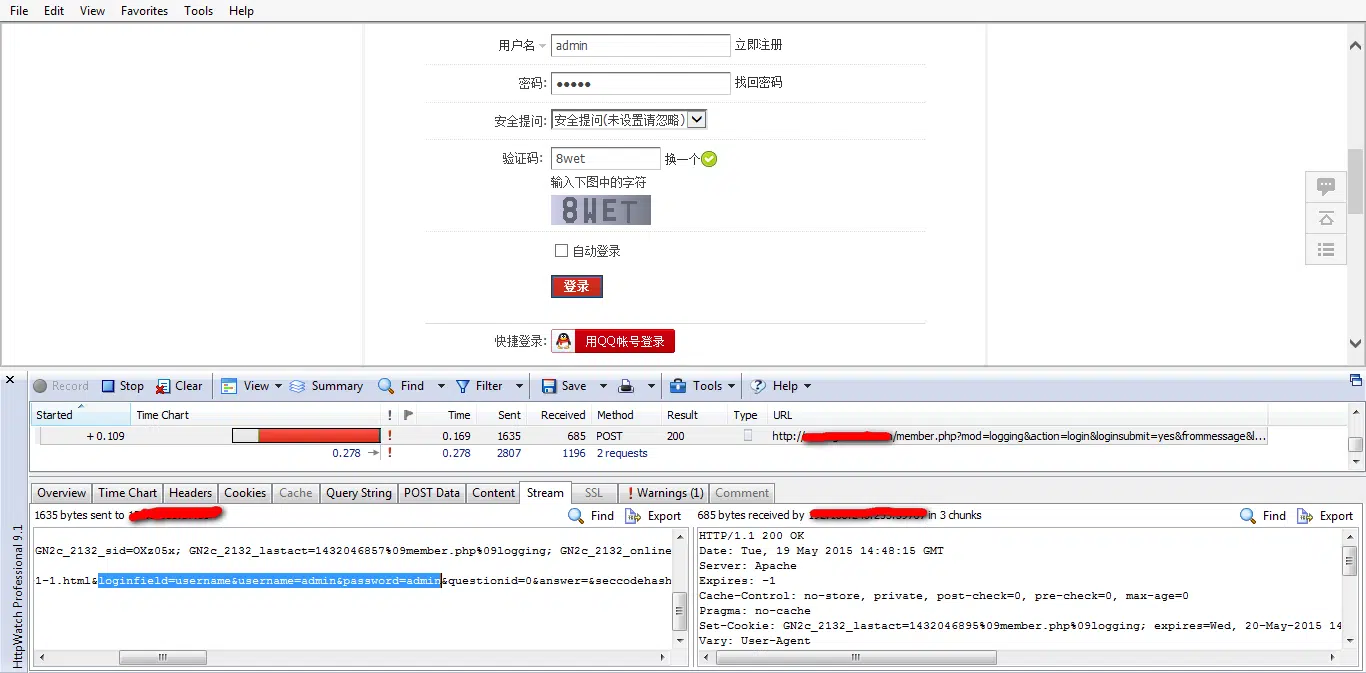 File Edit View Favorites Tools Help
用户名 admin 立即注册
密码: ●●●●● 找回密码
安全提问: 安全提问(未设置请忽略)
验证码: 8wet 换一个
输入下图中的字符
8WET
自动登录
登录
快捷登录: 用QQ帐号登录
Record Stop Clear View Summary Find Filter Save Tools Help
Started Time Chart ! Time Sent Received Method Result Type URL
+ 0.109 ! 0.169 1635 685 POST 200 http:// /member.php?mod=logging&action=login&loginsubmit=yes&frommessage&l...
0.278 ! 0.278 2807 1196 2 requests
Overview Time Chart Headers Cookies Cache Query String POST Data Content Stream SSL ! Warnings (1) Comment
1635 bytes sent to Find Export 685 bytes received by in 3 chunks Find Export
GN2c_2132_sid=OXz05x; GN2c_2132_lastact=1432046857%09member.php%09logging; GN2c_2132_online
1-1.html&loginfield=username&username=admin&password=admin&questionid=0&answer=&seccodehash
HTTP/1.1 200 OK
Date: Tue, 19 May 2015 14:48:15 GMT
Server: Apache
Expires: -1
Cache-Control: no-store, private, post-check=0, pre-check=0, max-age=0
Pragma: no-cache
Set-Cookie: GN2c_2132_lastact=1432046895%09member.php%09logging; expires=Wed, 20-May-2015 14
Vary: User-Agent
HttpWatch Professional 9.1